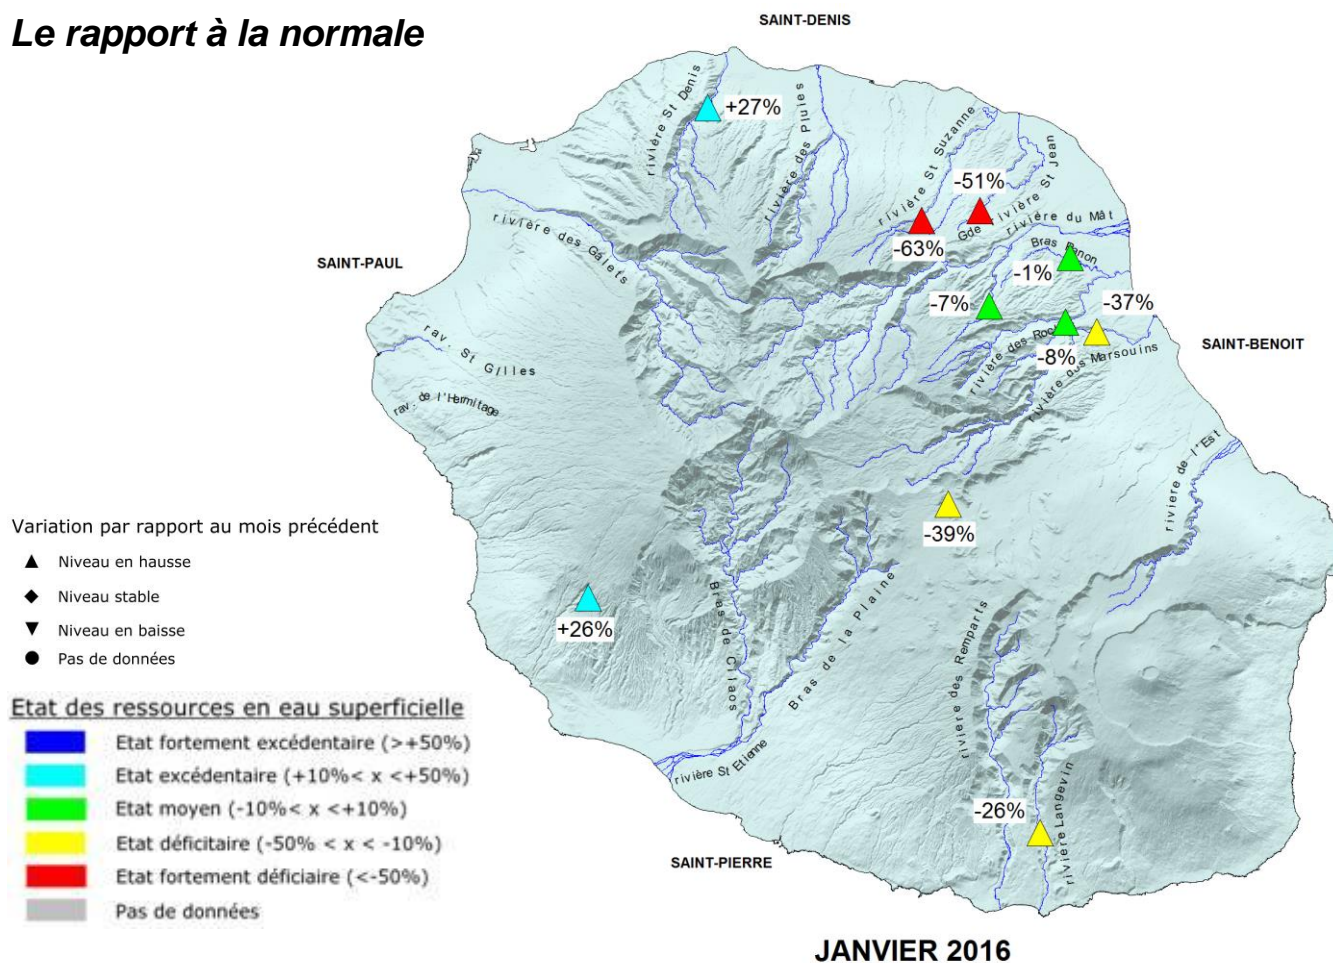 Le rapport à la normale
SAINT-DENIS
rivière St Denis
+27%
rivière des Pluies
rivière St Suzanne
-51%
Gde rivière St Jean
-63%
rivière du Mât
rivière des Galets
SAINT-PAUL
Bras Panon
-1%
-7%
-37%
rivière des Roches
-8%
rivière des Marsouins
SAINT-BENOIT
rav. St Gilles
rav. de l'Hermitage
rivière de l'Est
-39%
Variation par rapport au mois précédent
Niveau en hausse
Niveau stable
Niveau en baisse
Pas de données
+26%
Bras de Cilaos
Bras de la Plaine
rivière des Remparts
rivière St Etienne
-26%
rivière Langevin
SAINT-PIERRE
Etat des ressources en eau superficielle
Etat fortement excédentaire (>+50%)
Etat excédentaire (+10%< x <+50%)
Etat moyen (-10%< x <+10%)
Etat déficitaire (-50% < x < -10%)
Etat fortement déficiaire (<-50%)
Pas de données
JANVIER 2016